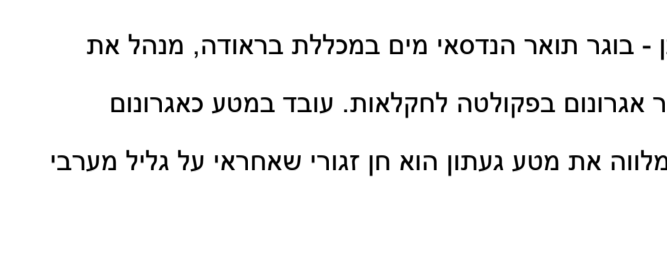 - בוגר תואר הנדסאי מים במכללת בראודה, מנהל את
אגרונום בפקולטה לחקלאות. עובד במטע כאגרונום
מלווה את מטע געתון הוא חן זגורי שאחראי על גליל מערבי